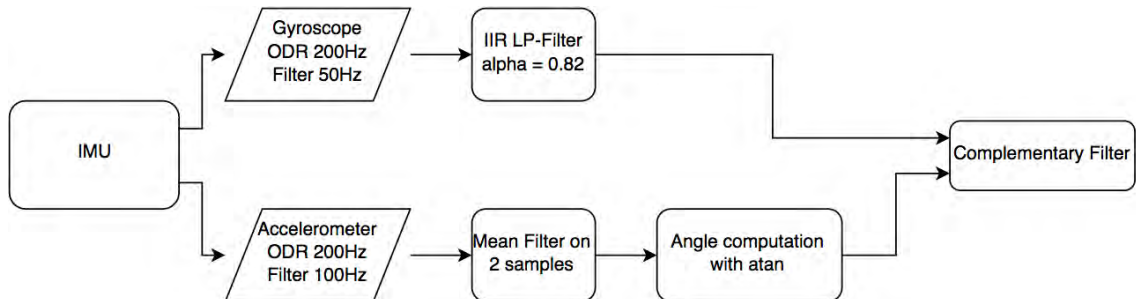 Gyroscope
ODR 200Hz
Filter 50Hz
IIR LP-Filter
alpha = 0.82
IMU
Complementary Filter
Accelerometer
ODR 200Hz
Filter 100Hz
Mean Filter on
2 samples
Angle computation
with atan